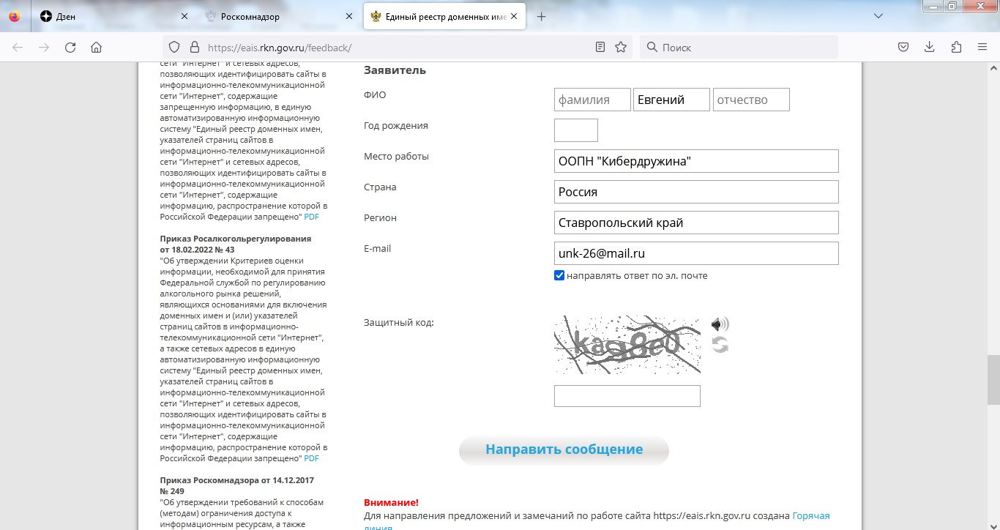 Дзен
Роскомнадзор
Единый реестр доменных име
https://eais.rkn.gov.ru/feedback/
Поиск
сети "Интернет" и сетевых адресов,
позволяющих идентифицировать сайты в
информационно-телекоммуникационной
сети "Интернет", содержащие
запрещенную информацию, в единую
автоматизированную информационную
систему "Единый реестр доменных имен,
указателей страниц сайтов в
информационно-телекоммуникационной
сети "Интернет" и сетевых адресов,
позволяющих идентифицировать сайты в
информационно-телекоммуникационной
сети "Интернет", содержащие
информацию, распространение которой в
Российской Федерации запрещено" PDF
Приказ Росалкогольрегулирования
от 18.02.2022 № 43
"Об утверждении Критериев оценки
информации, необходимой для принятия
Федеральной службой по регулированию
алкогольного рынка решений,
являющихся основаниями для включения
доменных имен и (или) указателей
страниц сайтов в информационно-
телекоммуникационной сети "Интернет",
а также сетевых адресов в единую
автоматизированную информационную
систему "Единый реестр доменных имен,
указателей страниц сайтов в
информационно-телекоммуникационной
сети "Интернет" и сетевых адресов,
позволяющих идентифицировать сайты в
информационно-телекоммуникационной
сети "Интернет", содержащие
информацию, распространение которой в
Российской Федерации запрещено" PDF
Приказ Роскомнадзора от 14.12.2017
№ 249
"Об утверждении требований к способам
(методам) ограничения доступа к
информационным ресурсам, а также
Заявитель
ФИО
фамилия Евгений отчество
Год рождения
Место работы
ООПН "Кибердружина"
Страна
Россия
Регион
Ставропольский край
E-mail
unk-26@mail.ru
направлять ответ по эл. почте
Защитный код:
Направить сообщение
Внимание!
Для направления предложений и замечаний по работе сайта https://eais.rkn.gov.ru создана Горячая
линия